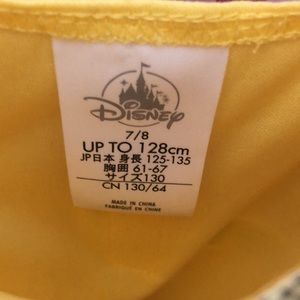 Disney
7/8
UP TO 128cm
JP日本 身長 125-135
胸囲 61-67
サイズ130
CN 130/64
MADE IN CHINA
FABRIQUÉ EN CHINE